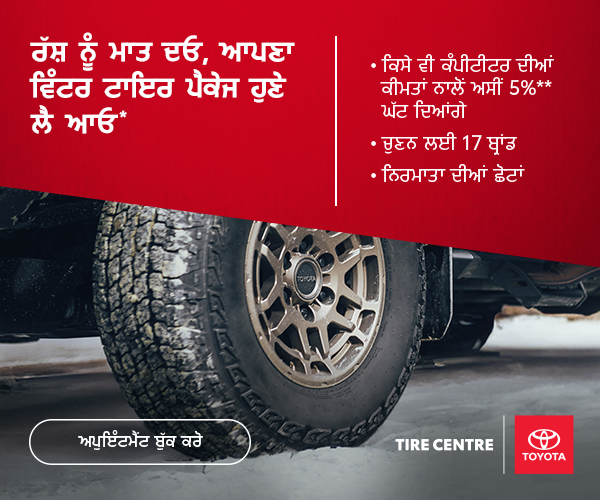 ਰੱਸ਼ ਨੂੰ ਮਾਤ ਦਓ, ਆਪਣਾ
ਵਿੰਟਰ ਟਾਇਰ ਪੈਕੇਜ ਹੁਣੇ
ਲੈ ਆਓ*
• ਕਿਸੇ ਵੀ ਕੰਪੀਟੀਟਰ ਦੀਆਂ
ਕੀਮਤਾਂ ਨਾਲੋਂ ਅਸੀਂ 5%**
ਘੱਟ ਦਿਆਂਗੇ
• ਚੁਣਨ ਲਈ 17 ਬ੍ਰਾਂਡ
• ਨਿਰਮਾਤਾ ਦੀਆਂ ਛੋਟਾਂ
TOYOTA
ਅਪੁਇੰਟਮੈਂਟ ਬੁੱਕ ਕਰੋ
TIRE CENTRE
TOYOTA